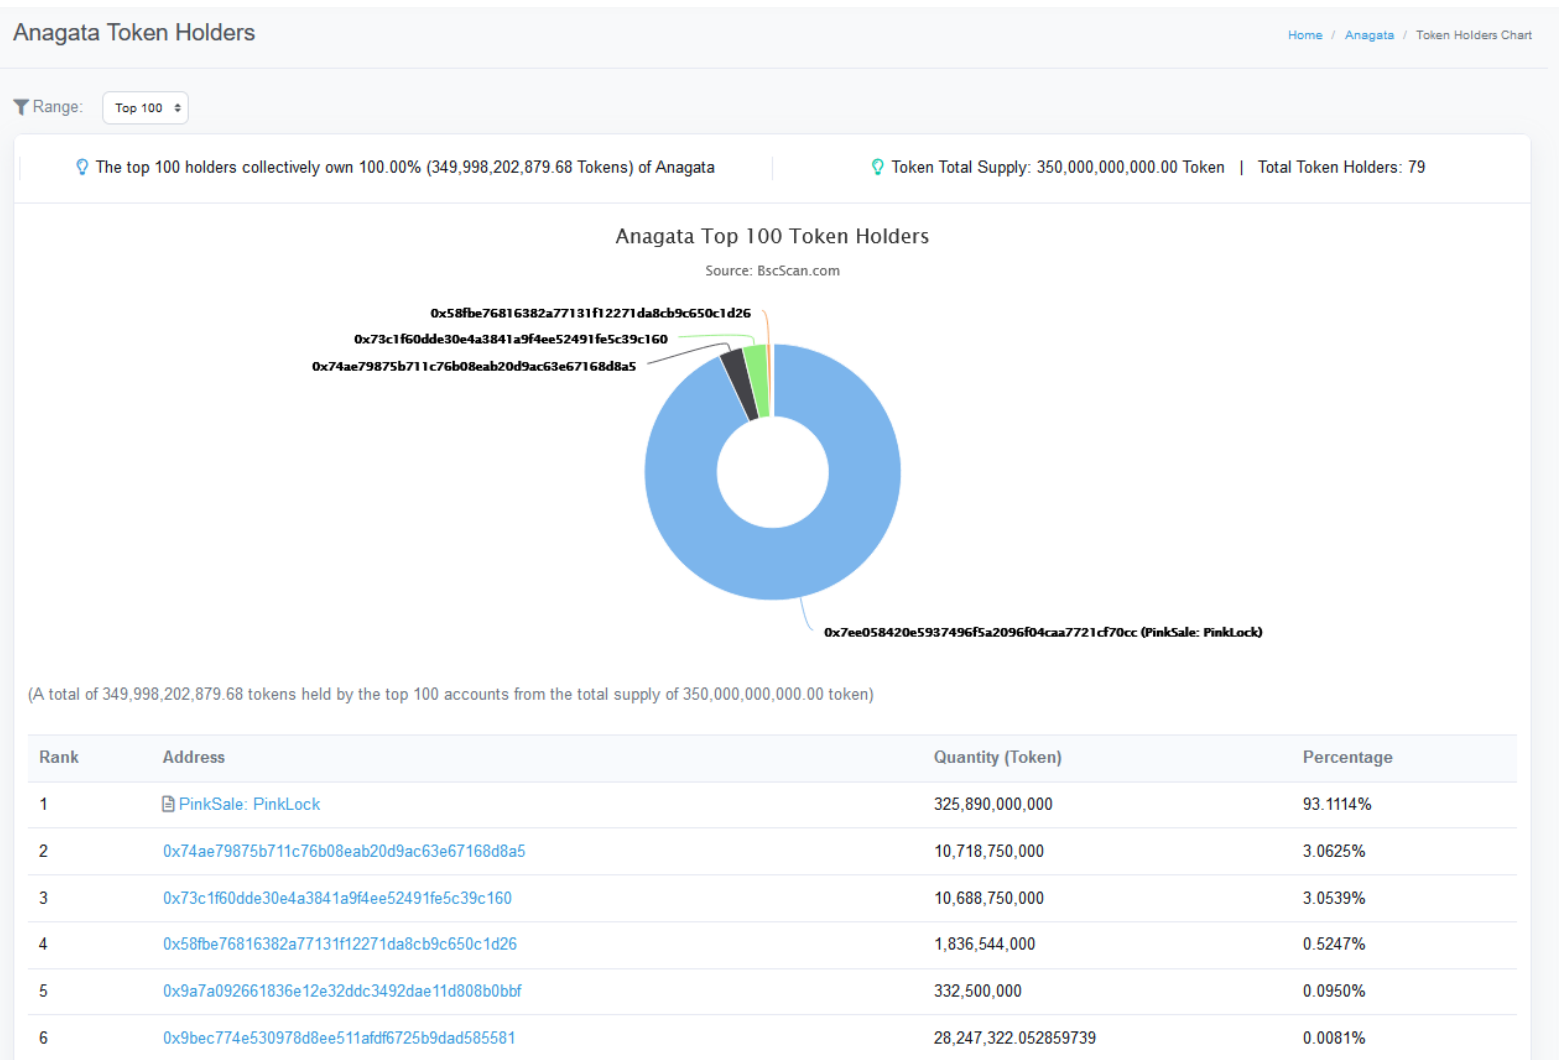 Anagata Token Holders
Home / Anagata / Token Holders Chart
Range: Top 100
The top 100 holders collectively own 100.00% (349,998,202,879.68 Tokens) of Anagata
Token Total Supply: 350,000,000,000.00 Token | Total Token Holders: 79
Anagata Top 100 Token Holders
Source: BscScan.com
0x58fbe76816382a77131f12271da8cb9c650c1d26
0x73c1f60dde30e4a3841a9f4ee52491fe5c39c160
0x74ae79875b711c76b08eab20d9ac63e67168d8a5
0x7ee058420e5937496f5a2096f04caa7721cf70cc (PinkSale: PinkLock)
(A total of 349,998,202,879.68 tokens held by the top 100 accounts from the total supply of 350,000,000,000.00 token)
Rank Address Quantity (Token) Percentage
1 PinkSale: PinkLock 325,890,000,000 93.1114%
2 0x74ae79875b711c76b08eab20d9ac63e67168d8a5 10,718,750,000 3.0625%
3 0x73c1f60dde30e4a3841a9f4ee52491fe5c39c160 10,688,750,000 3.0539%
4 0x58fbe76816382a77131f12271da8cb9c650c1d26 1,836,544,000 0.5247%
5 0x9a7a092661836e12e32ddc3492dae11d808b0bbf 332,500,000 0.0950%
6 0x9bec774e530978d8ee511afdf6725b9dad585581 28,247,322.052859739 0.0081%